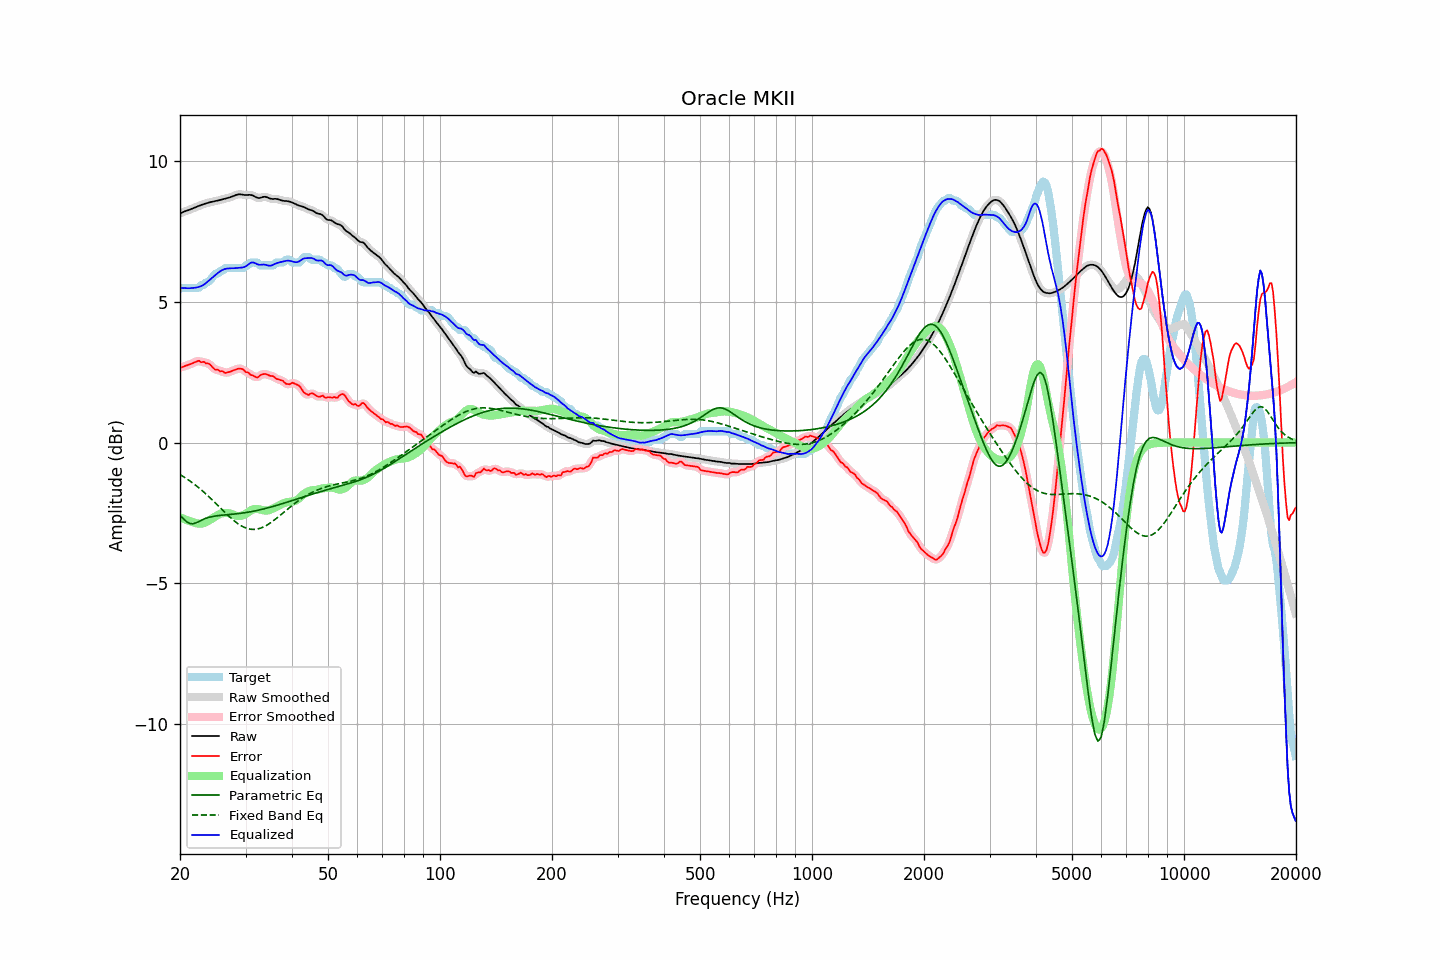 Oracle MKII
Amplitude (dBr)
10
5
0
−5
−10
Target
Raw Smoothed
Error Smoothed
Raw
Error
Equalization
Parametric Eq
Fixed Band Eq
Equalized
20 50 100 200 500 1000 2000 5000 10000 20000
Frequency (Hz)